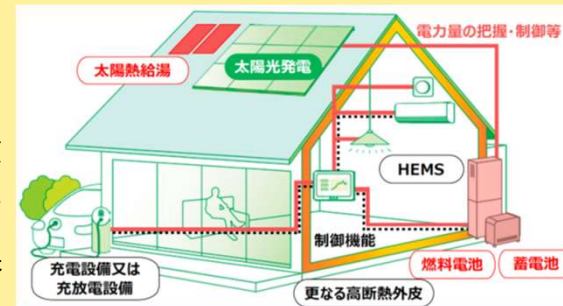 電力量の把握・制御等
太陽熱給湯
太陽光発電
HEMS
制御機能
充電設備又は
充放電設備
燃料電池
蓄電池
更なる高断熱外皮